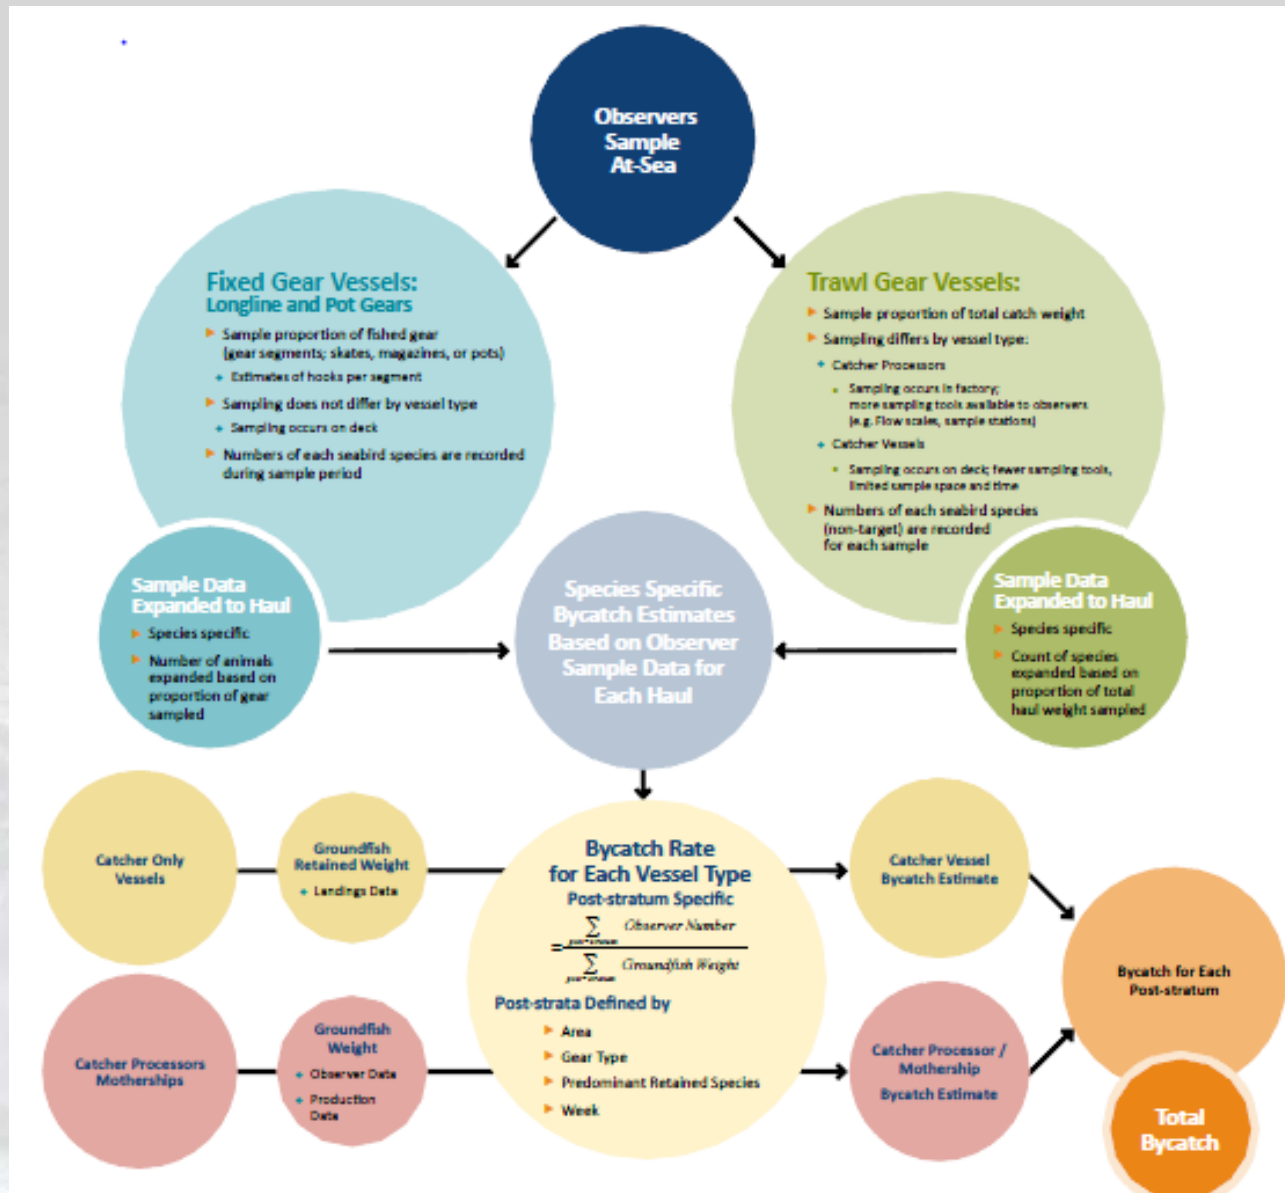 Observers
Sample
At-Sea
Fixed Gear Vessels:
Longline and Pot Gears
Sample proportion of fished gear
(gear segments; skates, magazines, or pots)
Estimates of hooks per segment
Sampling does not differ by vessel type
Sampling occurs on deck
Numbers of each seabird species are recorded
during sample period
Trawl Gear Vessels:
Sample proportion of total catch weight
Sampling differs by vessel type:
Catcher Processors
Sampling occurs in factory;
more sampling tools available to observers
(e.g. Flow scales, sample stations)
Catcher Vessels
Sampling occurs on deck; fewer sampling tools,
limited sample space and time
Numbers of each seabird species
(non-target) are recorded
for each sample
Sample Data
Expanded to Haul
Species specific
Number of animals
expanded based on
proportion of gear
sampled
Species Specific
Bycatch Estimates
Based on Observer
Sample Data for
Each Haul
Sample Data
Expanded to Haul
Species specific
Count of species
expanded based on
proportion of total
haul weight sampled
Catcher Only
Vessels
Groundfish
Retained Weight
Landings Data
Bycatch Rate
for Each Vessel Type
Post-stratum Specific
∑ Observer Number
post-stratum
=
∑ Groundfish Weight
post-stratum
Post-strata Defined by
Area
Gear Type
Predominant Retained Species
Week
Catcher Vessel
Bycatch Estimate
Catcher Processors
Motherships
Groundfish
Weight
Observer Data
Production
Data
Catcher Processor /
Mothership
Bycatch Estimate
Bycatch for Each
Post-stratum
Total
Bycatch